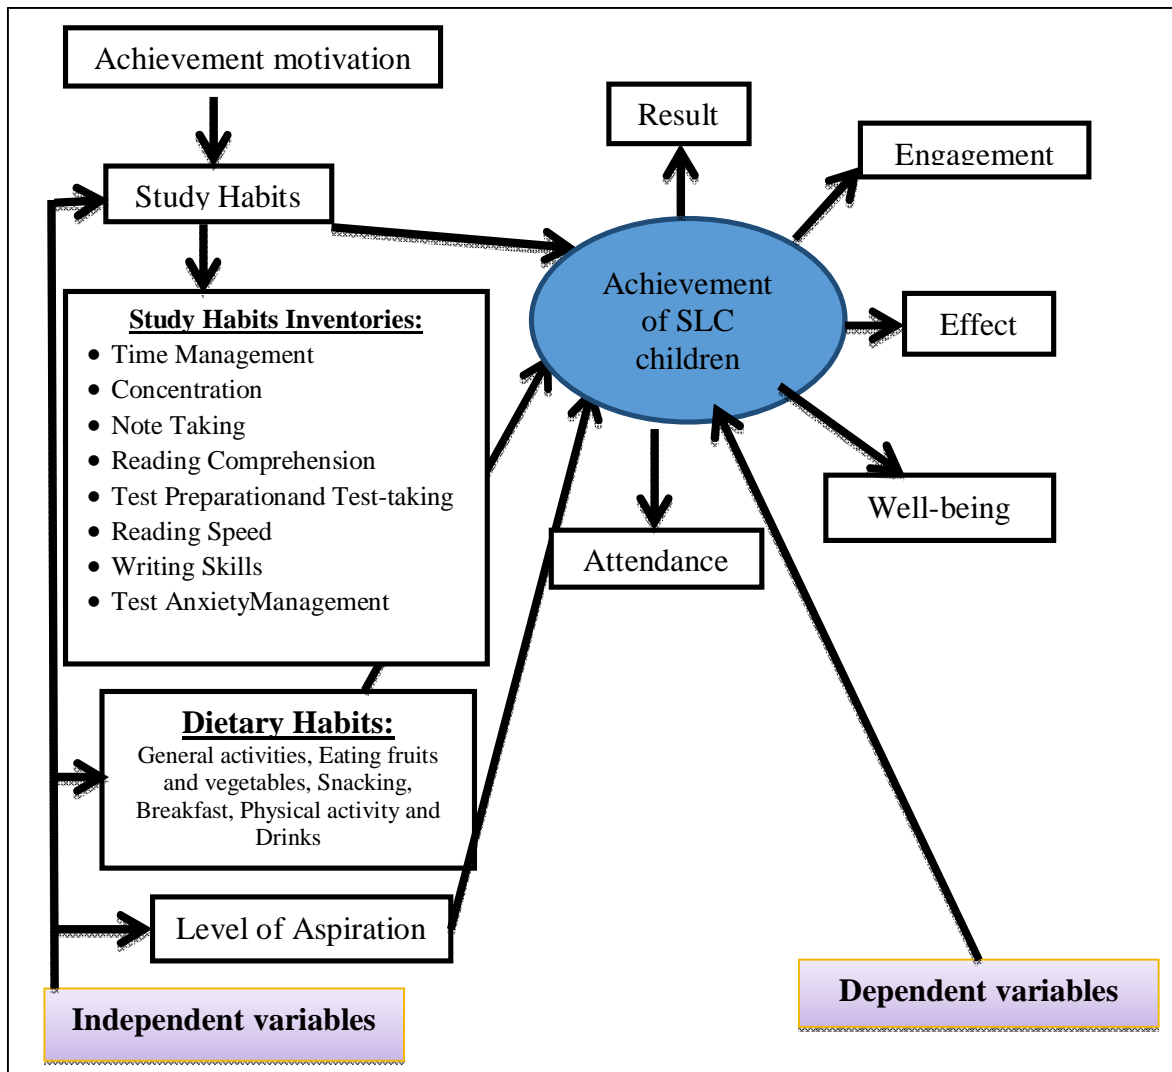 Achievement motivation
Result
Engagement
Study Habits
Achievement
of SLC
children
Effect
Study Habits Inventories:
• Time Management
• Concentration
• Note Taking
• Reading Comprehension
• Test Preparationand Test-taking
• Reading Speed
• Writing Skills
• Test AnxietyManagement
Well-being
Attendance
Dietary Habits:
General activities, Eating fruits
and vegetables, Snacking,
Breakfast, Physical activity and
Drinks
Level of Aspiration
Independent variables
Dependent variables